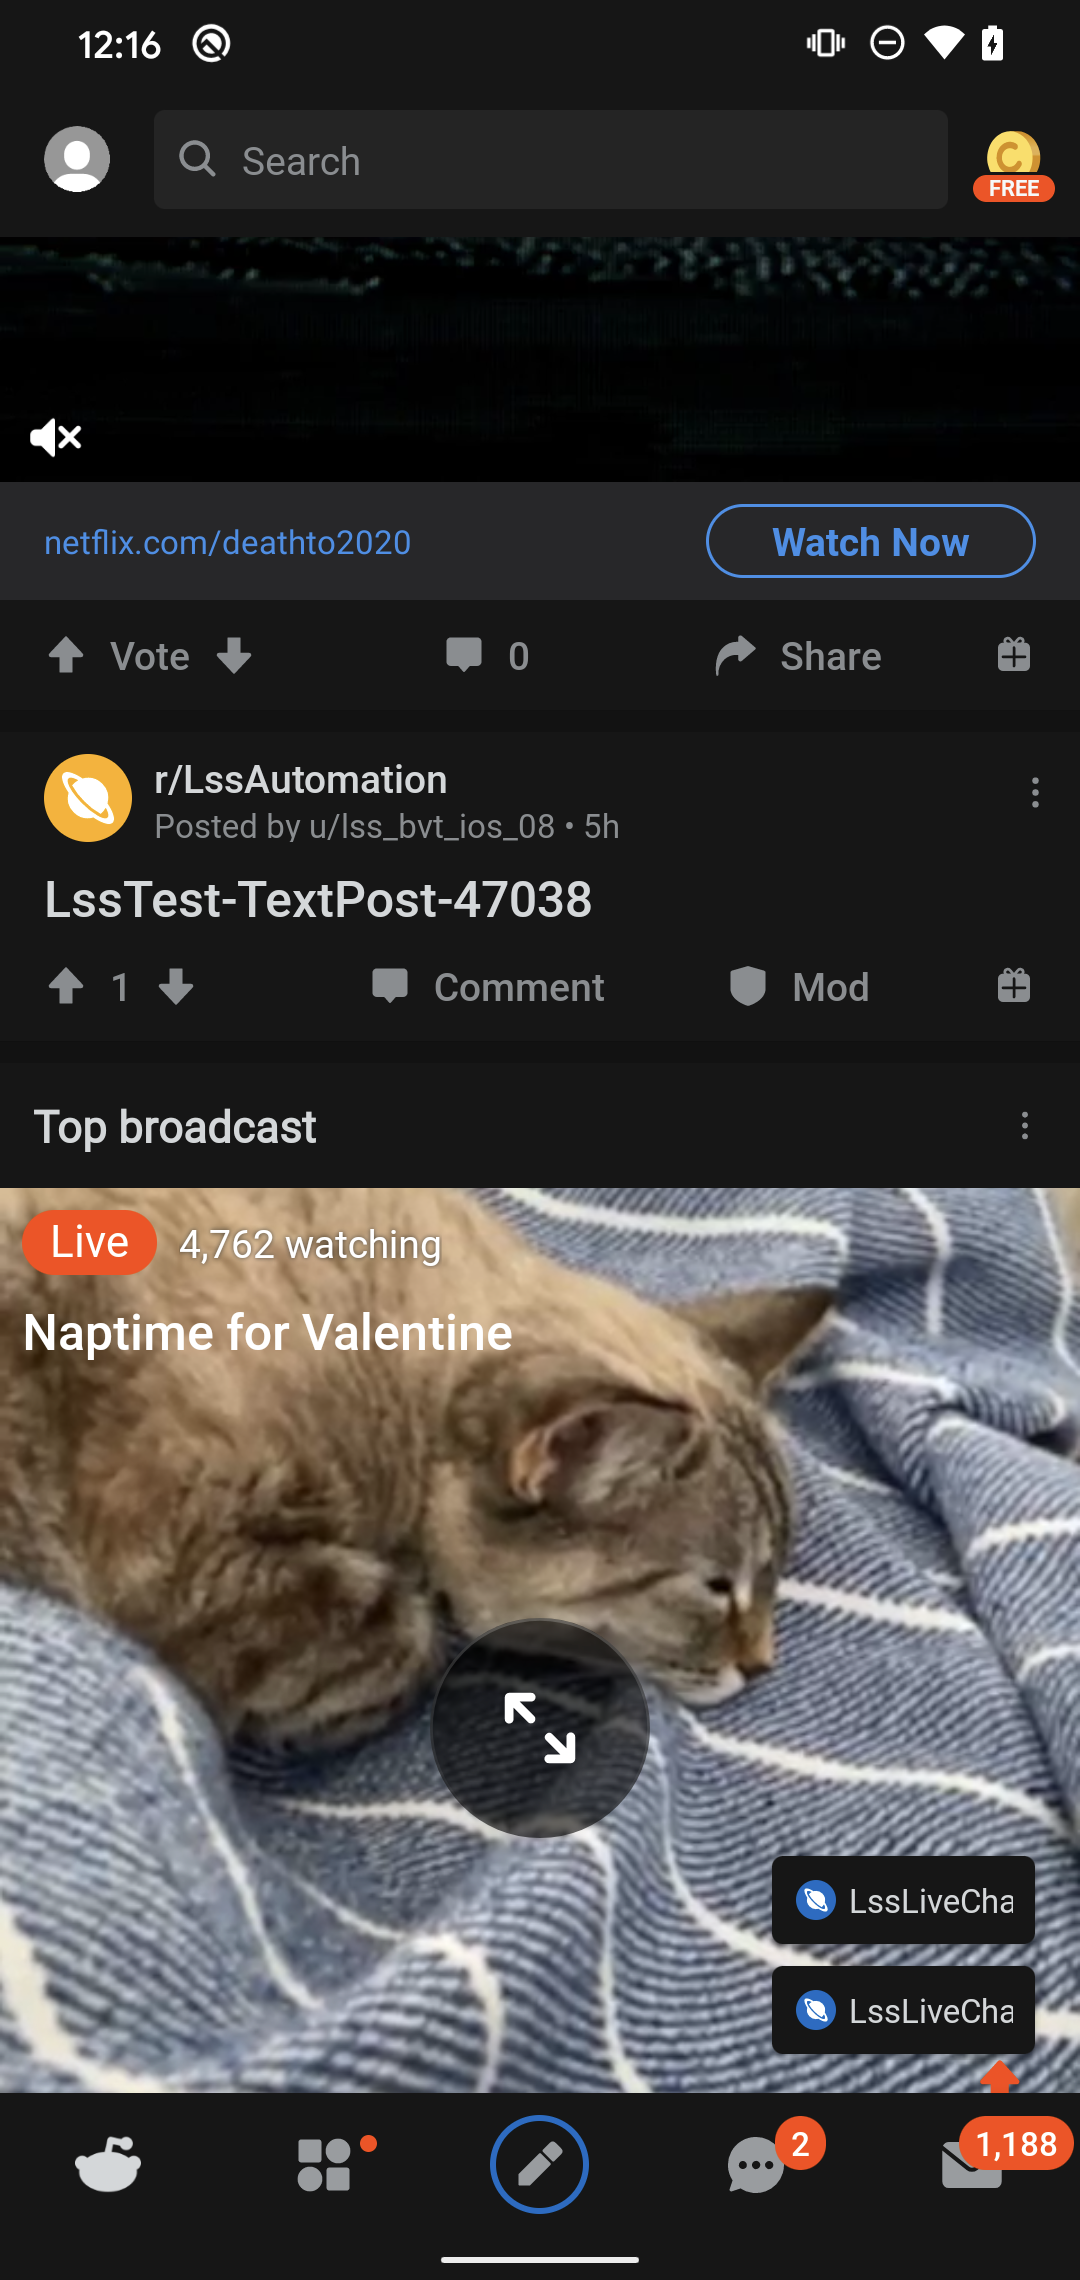 12:16
Search
FREE
netflix.com/deathto2020
Watch Now
Vote
0
Share
r/LssAutomation
Posted by u/lss_bvt_ios_08 • 5h
LssTest-TextPost-47038
1
Comment
Mod
Top broadcast
Live
4,762 watching
Naptime for Valentine
LssLiveCha
LssLiveCha
2
1,188